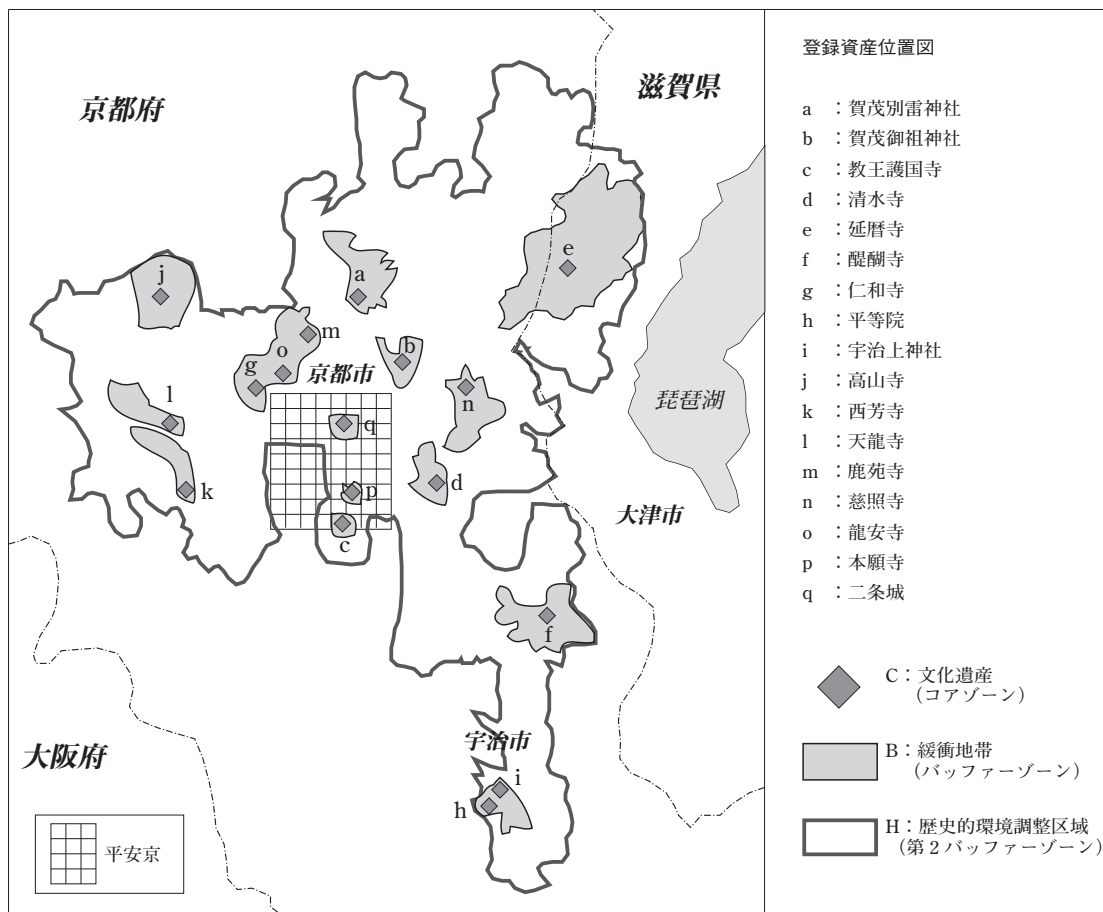 京都府
滋賀県
j
e
a
m
b
o
京都市
g
琵琶湖
l
n
q
k
p
d
大津市
c
f
大阪府
宇治市
i
h
平安京
登録資産位置図
a ：賀茂別雷神社
b ：賀茂御祖神社
c ：教王護国寺
d ：清水寺
e ：延暦寺
f ：醍醐寺
g ：仁和寺
h ：平等院
i ：宇治上神社
j ：高山寺
k ：西芳寺
l ：天龍寺
m ：鹿苑寺
n ：慈照寺
o ：龍安寺
p ：本願寺
q ：二条城
C：文化遺産
（コアゾーン）
B：緩衝地帯
（バッファーゾーン）
H：歴史的環境調整区域
（第２バッファーゾーン）